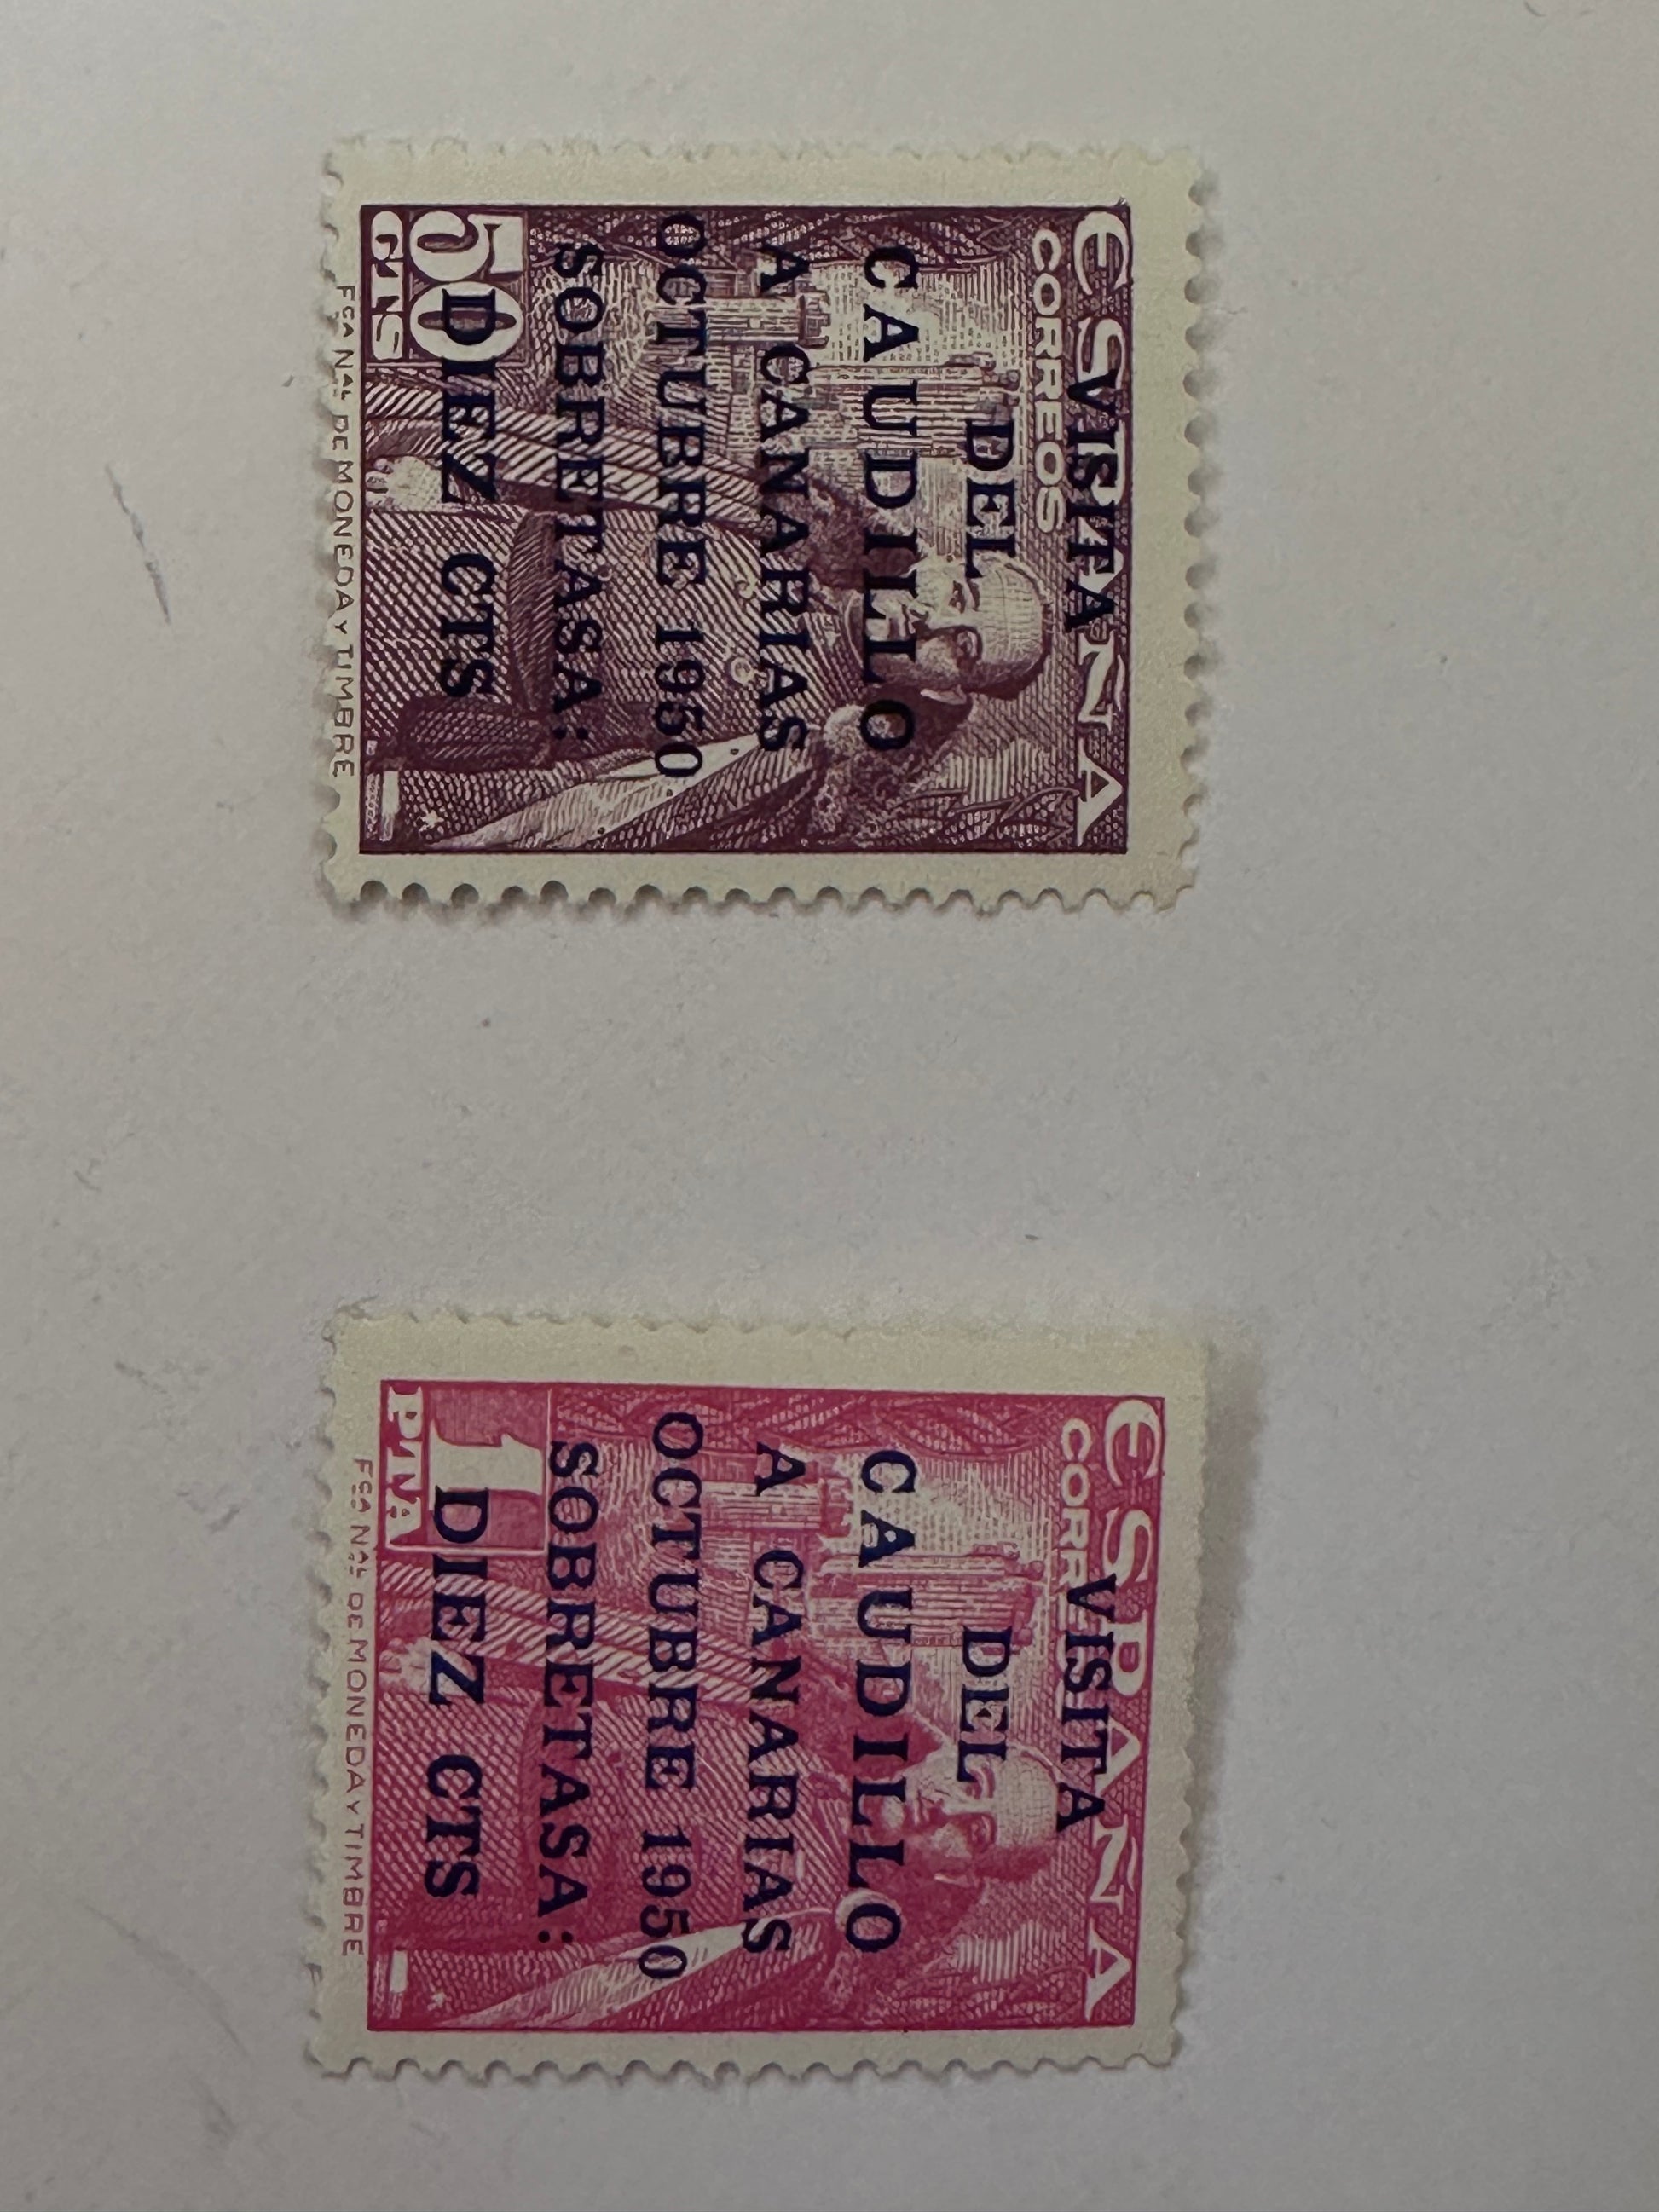 ESPAÑA
CORREOS
VISITA
DEL
CAUDILLO
A CANARIAS
OCTUBRE 1950
SOBRETASA:
DIEZ CTS
50
CTS
FCA NAL DE MONEDA Y TIMBRE
ESPAÑA
CORREOS
VISITA
DEL
CAUDILLO
A CANARIAS
OCTUBRE 1950
SOBRETASA:
DIEZ CTS
1
PTA
FCA NAL DE MONEDA Y TIMBRE